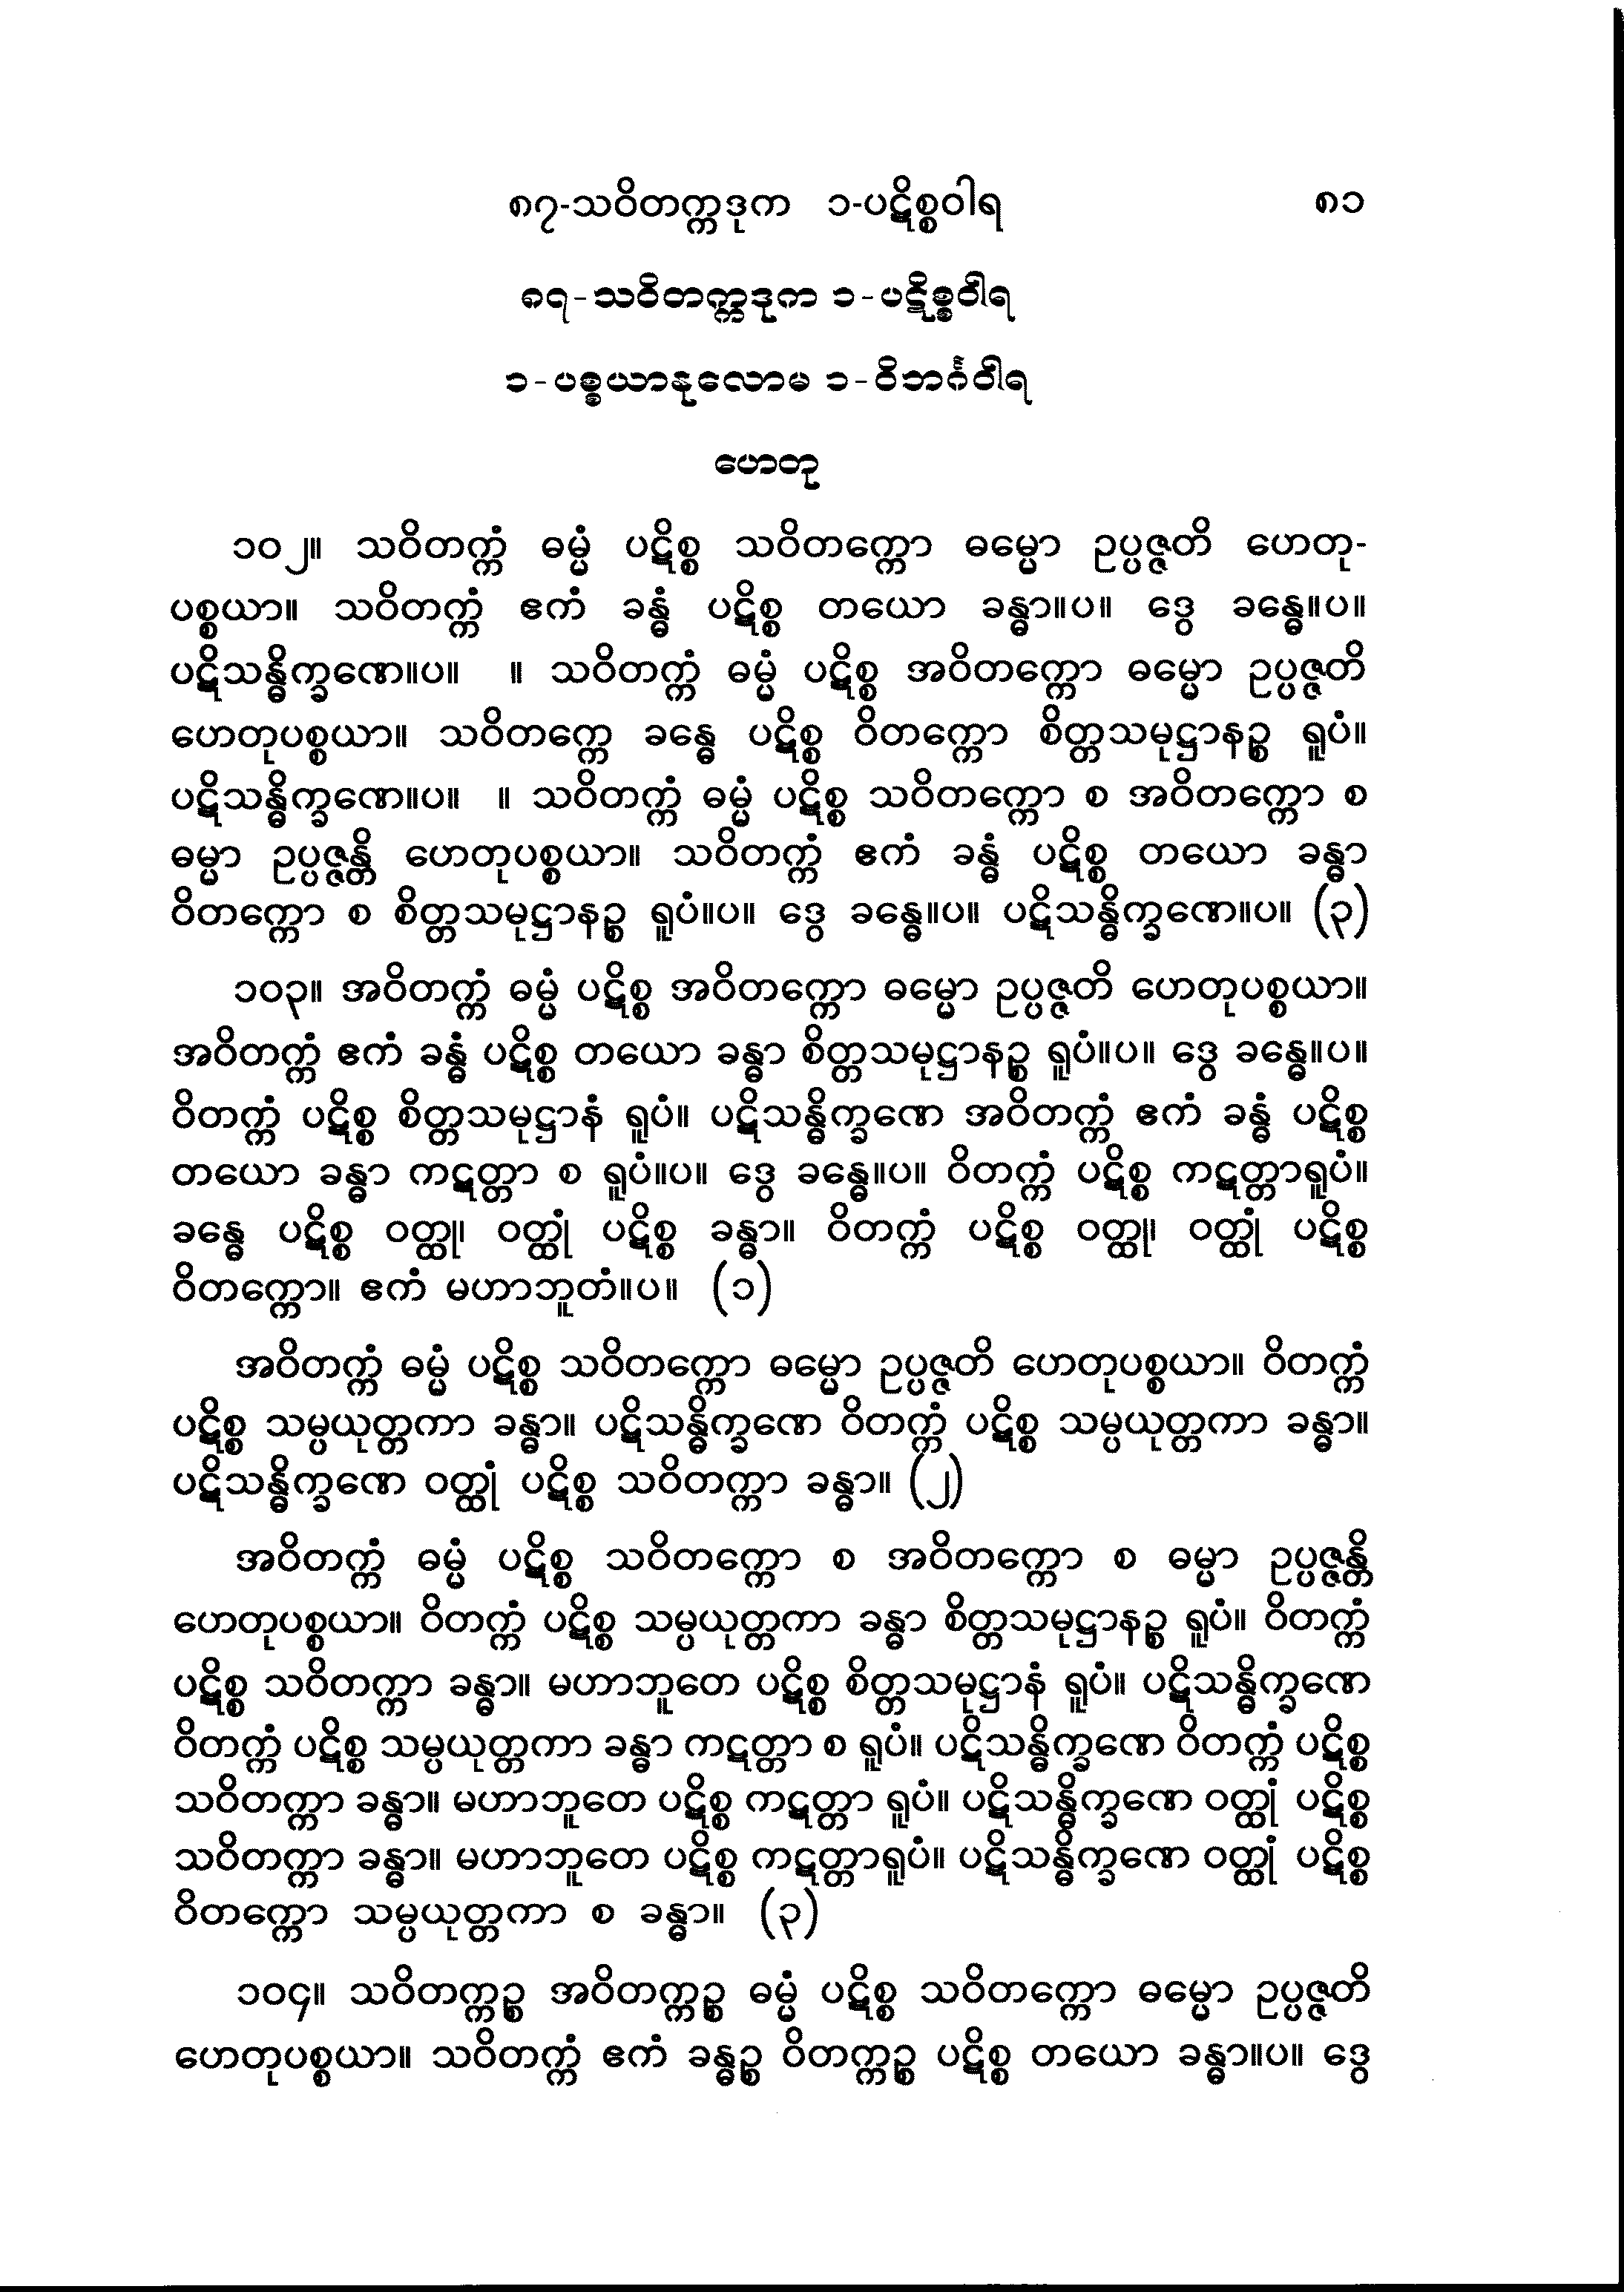 ၈၇-သဝိတက္ကဒုက ၁-ပဋိစ္စဝါရ ၈၁
၈၇-သဝိတက္ကဒုက ၁-ပဋိစ္စဝါရ
၁-ပစ္စယာနုလောမ ၁-ဝိဘင်္ဂဝါရ
ဟေတု
၁၀၂။ သဝိတက္ကံ ဓမ္မံ ပဋိစ္စ သဝိတက္ကော ဓမ္မော ဥပ္ပဇ္ဇတိ ဟေတု-
ပစ္စယာ။ သဝိတက္ကံ ဧကံ ခန္ဓံ ပဋိစ္စ တယော ခန္ဓာ။ပ။ ဒွေ ခန္ဓေ။ပ။
ပဋိသန္ဓိက္ခဏေ။ပ။ ။ သဝိတက္ကံ ဓမ္မံ ပဋိစ္စ အဝိတက္ကော ဓမ္မော ဥပ္ပဇ္ဇတိ
ဟေတုပစ္စယာ။ သဝိတက္ကေ ခန္ဓေ ပဋိစ္စ ဝိတက္ကော စိတ္တသမုဋ္ဌာနဉ္စ ရူပံ။
ပဋိသန္ဓိက္ခဏေ။ပ။ ။ သဝိတက္ကံ ဓမ္မံ ပဋိစ္စ သဝိတက္ကော စ အဝိတက္ကော စ
ဓမ္မာ ဥပ္ပဇ္ဇန္တိ ဟေတုပစ္စယာ။ သဝိတက္ကံ ဧကံ ခန္ဓံ ပဋိစ္စ တယော ခန္ဓာ
ဝိတက္ကော စ စိတ္တသမုဋ္ဌာနဉ္စ ရူပံ။ပ။ ဒွေ ခန္ဓေ။ပ။ ပဋိသန္ဓိက္ခဏေ။ပ။ (၃)
၁၀၃။ အဝိတက္ကံ ဓမ္မံ ပဋိစ္စ အဝိတက္ကော ဓမ္မော ဥပ္ပဇ္ဇတိ ဟေတုပစ္စယာ။
အဝိတက္ကံ ဧကံ ခန္ဓံ ပဋိစ္စ တယော ခန္ဓာ စိတ္တသမုဋ္ဌာနဉ္စ ရူပံ။ပ။ ဒွေ ခန္ဓေ။ပ။
ဝိတက္ကံ ပဋိစ္စ စိတ္တသမုဋ္ဌာနံ ရူပံ။ ပဋိသန္ဓိက္ခဏေ အဝိတက္ကံ ဧကံ ခန္ဓံ ပဋိစ္စ
တယော ခန္ဓာ ကဋတ္တာ စ ရူပံ။ပ။ ဒွေ ခန္ဓေ။ပ။ ဝိတက္ကံ ပဋိစ္စ ကဋတ္တာရူပံ။
ခန္ဓေ ပဋိစ္စ ဝတ္ထု၊ ဝတ္ထုံ ပဋိစ္စ ခန္ဓာ။ ဝိတက္ကံ ပဋိစ္စ ဝတ္ထု၊ ဝတ္ထုံ ပဋိစ္စ
ဝိတက္ကော။ ဧကံ မဟာဘူတံ။ပ။ (၁)
အဝိတက္ကံ ဓမ္မံ ပဋိစ္စ သဝိတက္ကော ဓမ္မော ဥပ္ပဇ္ဇတိ ဟေတုပစ္စယာ။ ဝိတက္ကံ
ပဋိစ္စ သမ္ပယုတ္တကာ ခန္ဓာ။ ပဋိသန္ဓိက္ခဏေ ဝိတက္ကံ ပဋိစ္စ သမ္ပယုတ္တကာ ခန္ဓာ။
ပဋိသန္ဓိက္ခဏေ ဝတ္ထုံ ပဋိစ္စ သဝိတက္ကာ ခန္ဓာ။ (၂)
အဝိတက္ကံ ဓမ္မံ ပဋိစ္စ သဝိတက္ကော စ အဝိတက္ကော စ ဓမ္မာ ဥပ္ပဇ္ဇန္တိ
ဟေတုပစ္စယာ။ ဝိတက္ကံ ပဋိစ္စ သမ္ပယုတ္တကာ ခန္ဓာ စိတ္တသမုဋ္ဌာနဉ္စ ရူပံ။ ဝိတက္ကံ
ပဋိစ္စ သဝိတက္ကာ ခန္ဓာ။ မဟာဘူတေ ပဋိစ္စ စိတ္တသမုဋ္ဌာနံ ရူပံ။ ပဋိသန္ဓိက္ခဏေ
ဝိတက္ကံ ပဋိစ္စ သမ္ပယုတ္တကာ ခန္ဓာ ကဋတ္တာ စ ရူပံ။ ပဋိသန္ဓိက္ခဏေ ဝိတက္ကံ ပဋိစ္စ
သဝိတက္ကာ ခန္ဓာ။ မဟာဘူတေ ပဋိစ္စ ကဋတ္တာ ရူပံ။ ပဋိသန္ဓိက္ခဏေ ဝတ္ထုံ ပဋိစ္စ
သဝိတက္ကာ ခန္ဓာ။ မဟာဘူတေ ပဋိစ္စ ကဋတ္တာရူပံ။ ပဋိသန္ဓိက္ခဏေ ဝတ္ထုံ ပဋိစ္စ
ဝိတက္ကော သမ္ပယုတ္တကာ စ ခန္ဓာ။ (၃)
၁၀၄။ သဝိတက္ကဉ္စ အဝိတက္ကဉ္စ ဓမ္မံ ပဋိစ္စ သဝိတက္ကော ဓမ္မော ဥပ္ပဇ္ဇတိ
ဟေတုပစ္စယာ။ သဝိတက္ကံ ဧကံ ခန္ဓဉ္စ ဝိတက္ကဉ္စ ပဋိစ္စ တယော ခန္ဓာ။ပ။ ဒွေ